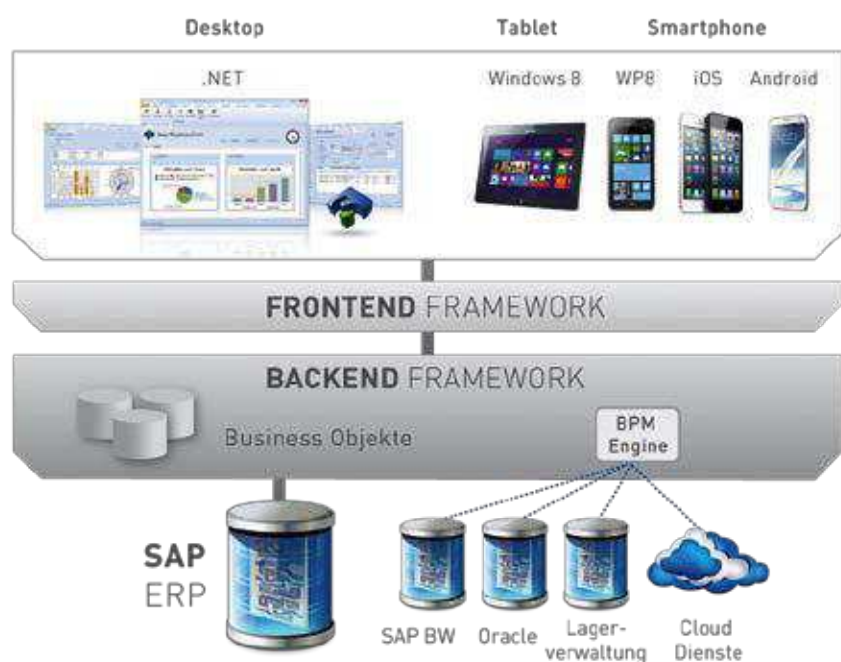 Desktop Tablet Smartphone
.NET Windows 8 WP8 iOS Android
FRONTEND FRAMEWORK
BACKEND FRAMEWORK
Business Objekte
BPM
Engine
SAP
ERP
SAP BW Oracle Lager-
verwaltung Cloud
Dienste